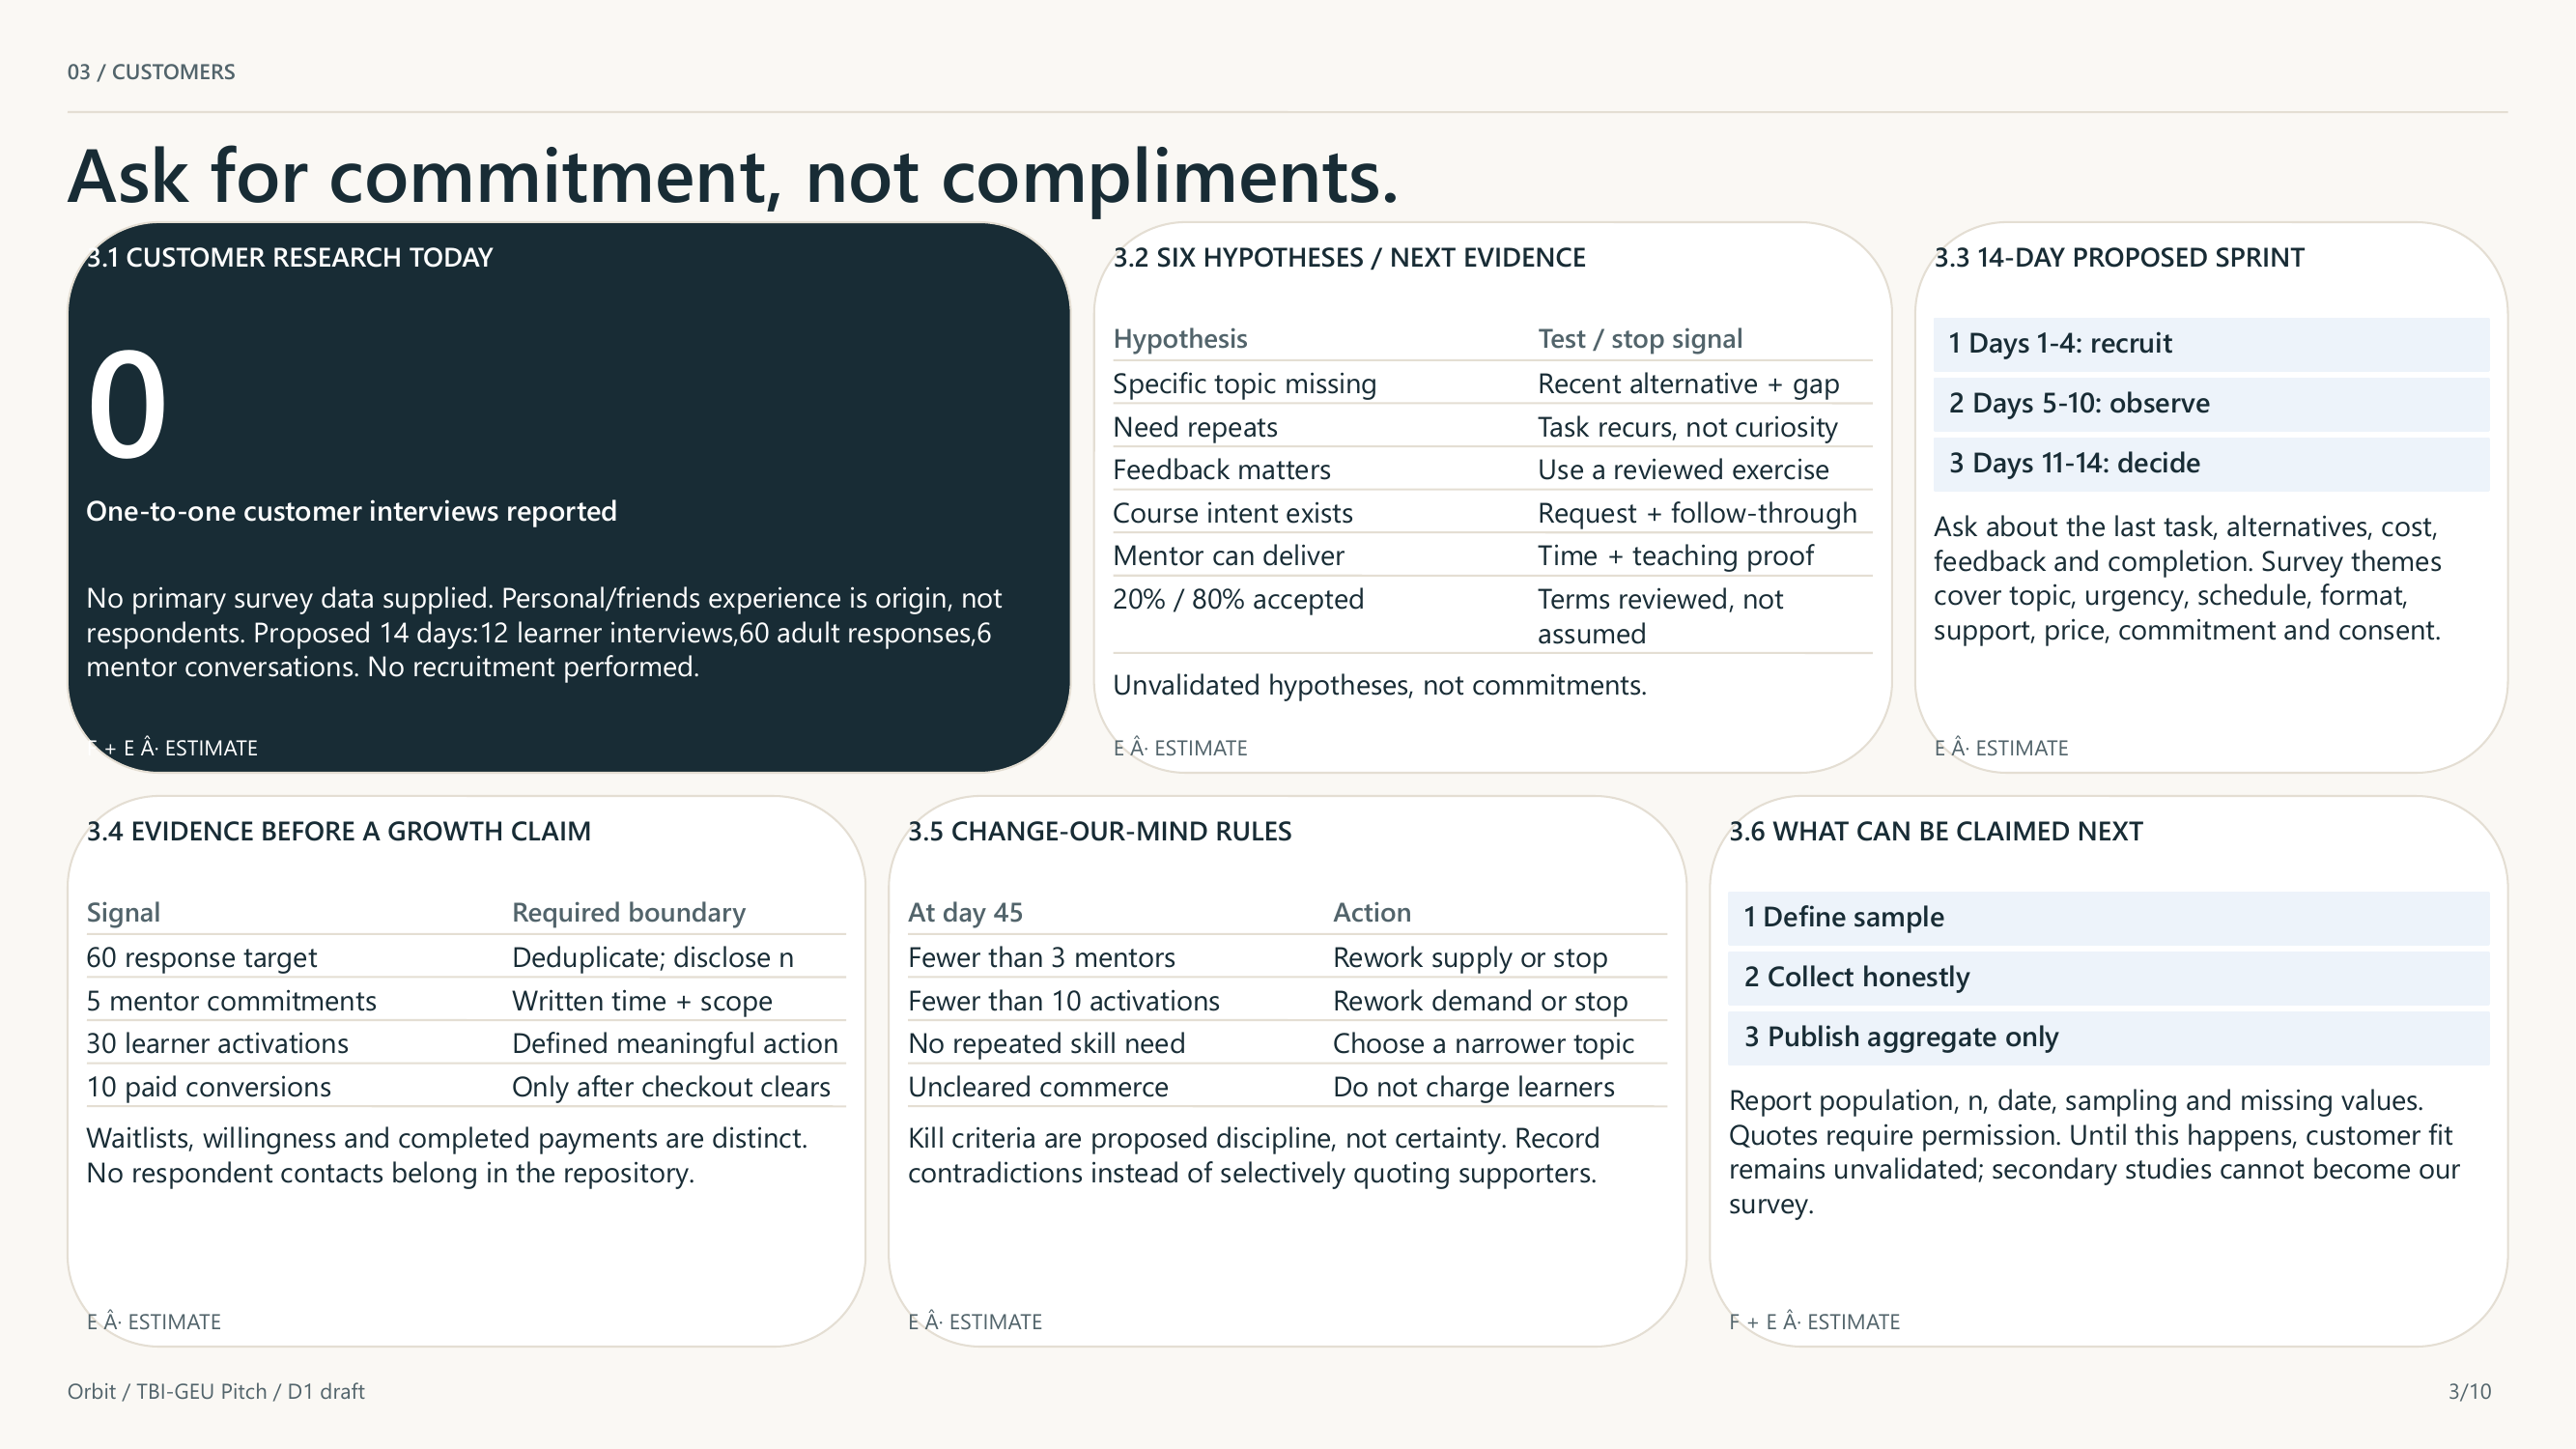 03 / CUSTOMERS
Ask for commitment, not compliments.
3.1 CUSTOMER RESEARCH TODAY
0
One-to-one customer interviews reported
No primary survey data supplied. Personal/friends experience is origin, not
respondents. Proposed 14 days:12 learner interviews,60 adult responses,6
mentor conversations. No recruitment performed.
F + E Â· ESTIMATE
3.2 SIX HYPOTHESES / NEXT EVIDENCE
Hypothesis Test / stop signal
Specific topic missing Recent alternative + gap
Need repeats Task recurs, not curiosity
Feedback matters Use a reviewed exercise
Course intent exists Request + follow-through
Mentor can deliver Time + teaching proof
20% / 80% accepted Terms reviewed, not
assumed
Unvalidated hypotheses, not commitments.
E Â· ESTIMATE
3.3 14-DAY PROPOSED SPRINT
1 Days 1-4: recruit
2 Days 5-10: observe
3 Days 11-14: decide
Ask about the last task, alternatives, cost,
feedback and completion. Survey themes
cover topic, urgency, schedule, format,
support, price, commitment and consent.
E Â· ESTIMATE
3.4 EVIDENCE BEFORE A GROWTH CLAIM
Signal Required boundary
60 response target Deduplicate; disclose n
5 mentor commitments Written time + scope
30 learner activations Defined meaningful action
10 paid conversions Only after checkout clears
Waitlists, willingness and completed payments are distinct.
No respondent contacts belong in the repository.
E Â· ESTIMATE
3.5 CHANGE-OUR-MIND RULES
At day 45 Action
Fewer than 3 mentors Rework supply or stop
Fewer than 10 activations Rework demand or stop
No repeated skill need Choose a narrower topic
Uncleared commerce Do not charge learners
Kill criteria are proposed discipline, not certainty. Record
contradictions instead of selectively quoting supporters.
E Â· ESTIMATE
3.6 WHAT CAN BE CLAIMED NEXT
1 Define sample
2 Collect honestly
3 Publish aggregate only
Report population, n, date, sampling and missing values.
Quotes require permission. Until this happens, customer fit
remains unvalidated; secondary studies cannot become our
survey.
F + E Â· ESTIMATE
Orbit / TBI-GEU Pitch / D1 draft
3/10